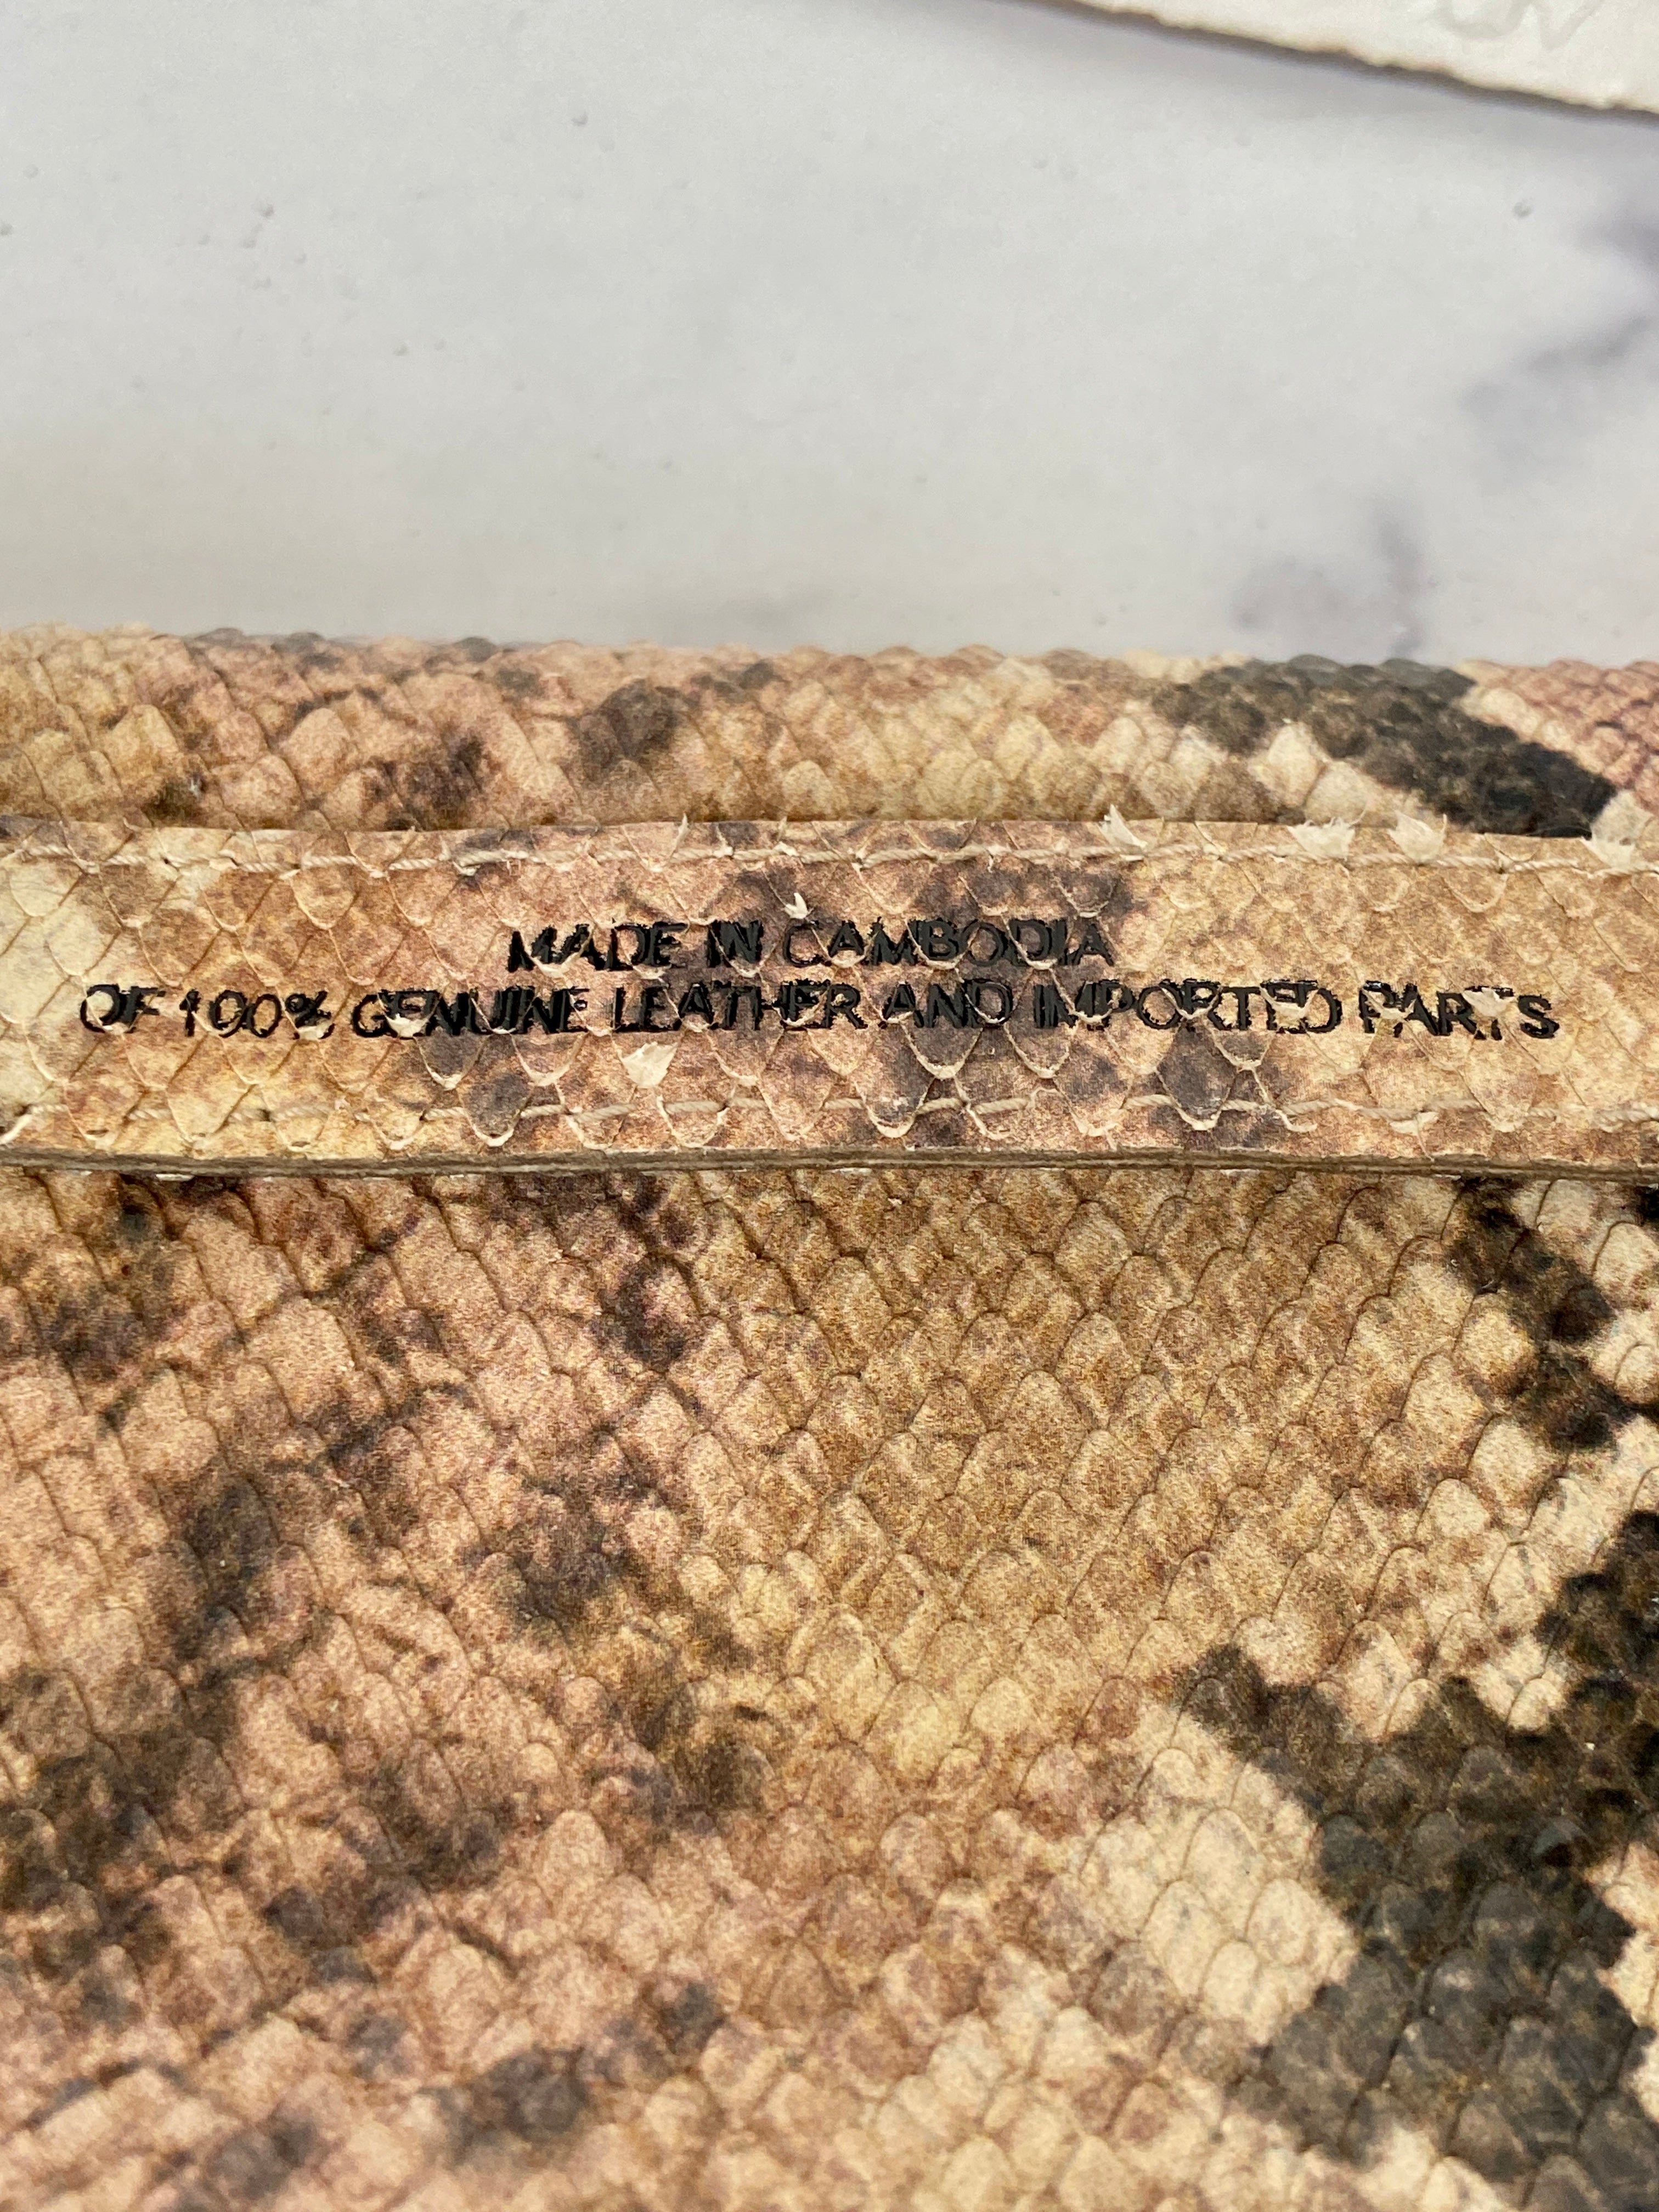 MADE IN CAMBODIA
OF 100% GENUINE LEATHER AND IMPORTED PARTS